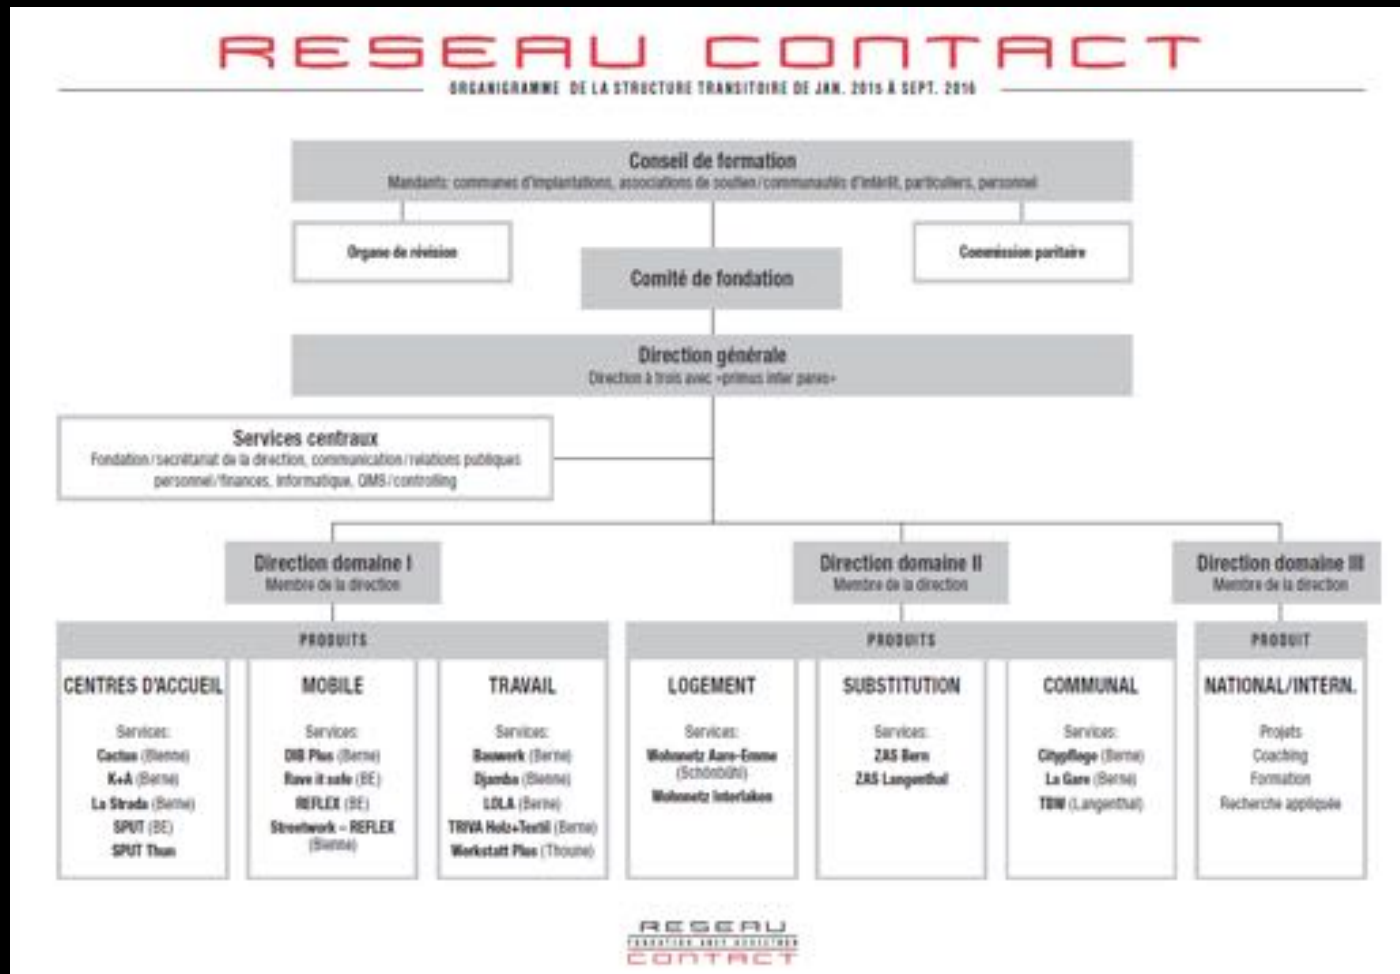 RESEAU CONTACT
ORGANIGRAMME DE LA STRUCTURE TRANSITOIRE DE JAN. 2015 À SEPT. 2016
Conseil de formation
Mandants: communes d'implantations, associations de soutien/communautés d'intérêt, particuliers, personnel
Organe de révision
Commission paritaire
Comité de fondation
Direction générale
Direction à trois avec «primus inter pares»
Services centraux
Fondation/secrétariat de la direction, communication/relations publiques
personnel/finances, informatique, QMS/controlling
Direction domaine I
Membre de la direction
Direction domaine II
Membre de la direction
Direction domaine III
Membre de la direction
PRODUITS
CENTRES D'ACCUEIL
Services:
Cactus (Bienne)
K+A (Berne)
La Strada (Berne)
SPUT (BE)
SPUT Thun
MOBILE
Services:
DIB Plus (Berne)
Rave it safe (BE)
REFLEX (BE)
Streetwork – REFLEX
(Bienne)
TRAVAIL
Services:
Bauwerk (Berne)
Djamba (Bienne)
LOLA (Berne)
TRIVA Holz+Textil (Berne)
Werkstatt Plus (Thoune)
PRODUITS
LOGEMENT
Services:
Wohnnetz Aare-Emme
(Schönbühl)
Wohnnetz Interlaken
SUBSTITUTION
Services:
ZAS Bern
ZAS Langenthal
COMMUNAL
Services:
Citypflege (Berne)
La Gare (Berne)
TBW (Langenthal)
PRODUIT
NATIONAL/INTERN.
Projets
Coaching
Formation
Recherche appliquée
RESEAU
FONDATION AIDE ADDICTION
CONTACT